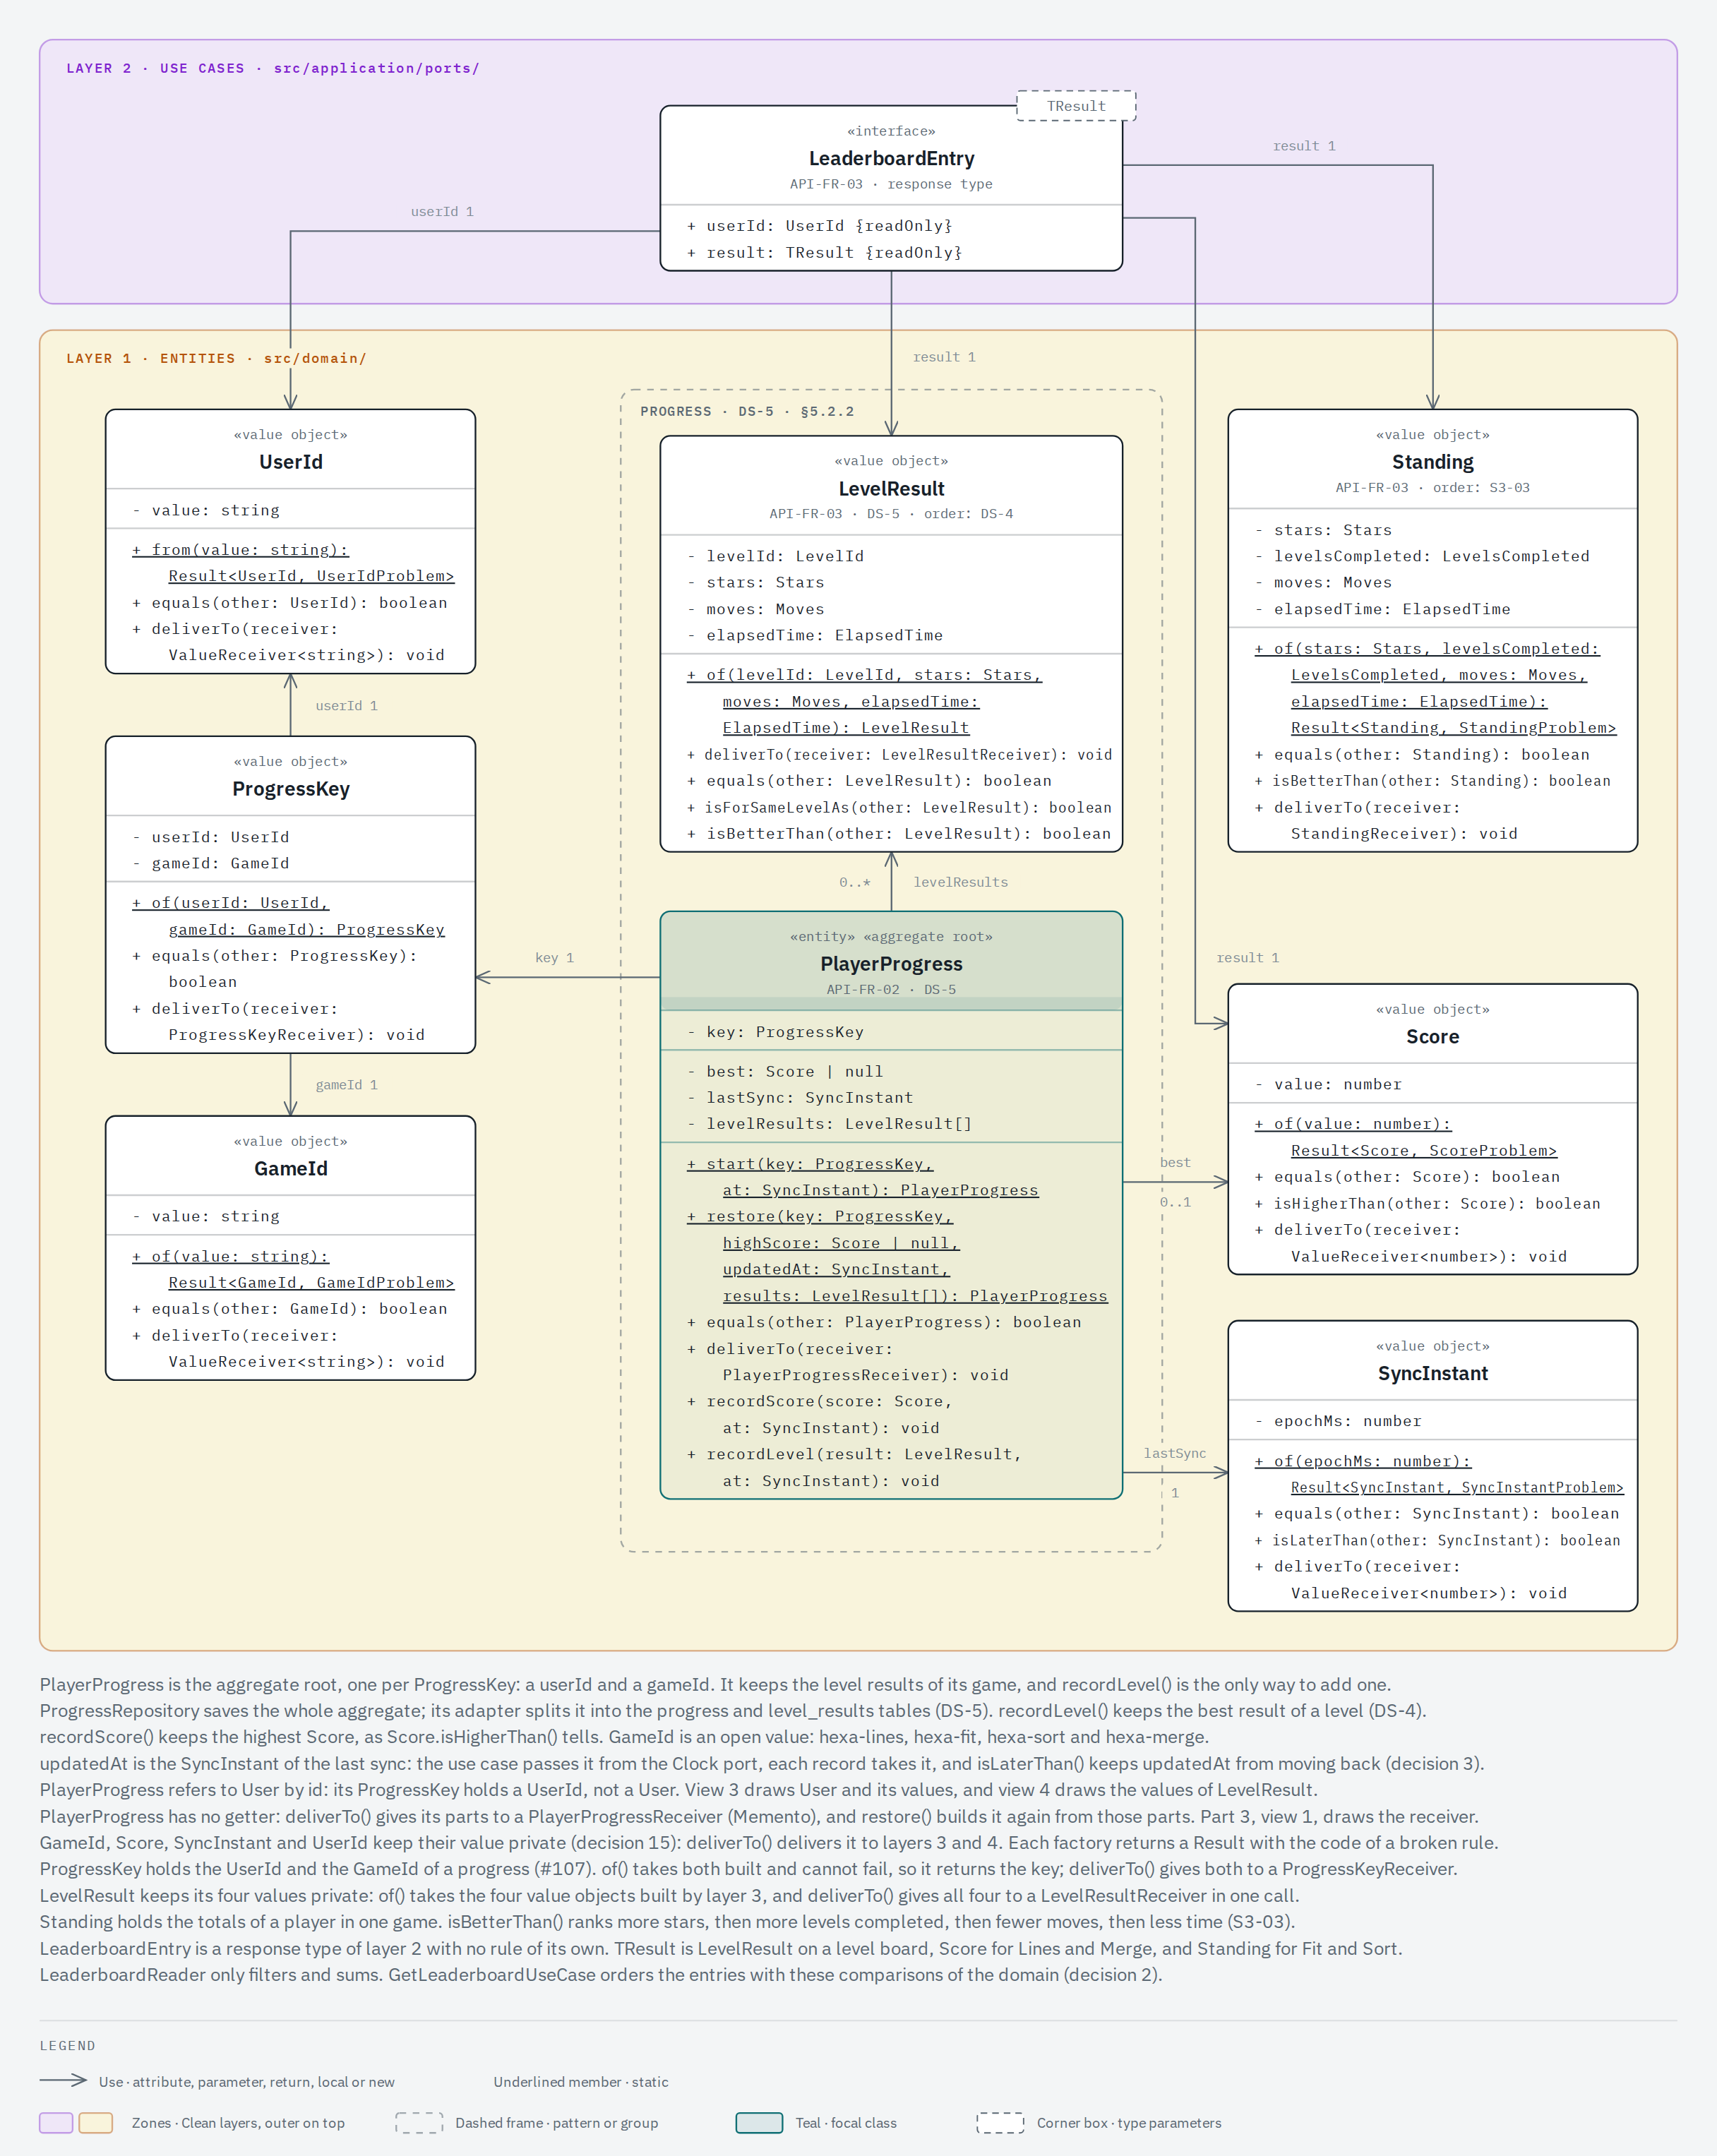 LAYER 2 · USE CASES · src/application/ports/
TResult
«interface»
LeaderboardEntry
API-FR-03 · response type
+ userId: UserId {readOnly}
+ result: TResult {readOnly}
userId 1
result 1
result 1
LAYER 1 · ENTITIES · src/domain/
«value object»
UserId
- value: string
+ from(value: string):
Result<UserId, UserIdProblem>
+ equals(other: UserId): boolean
+ deliverTo(receiver:
ValueReceiver<string>): void
userId 1
«value object»
ProgressKey
- userId: UserId
- gameId: GameId
+ of(userId: UserId,
gameId: GameId): ProgressKey
+ equals(other: ProgressKey):
boolean
+ deliverTo(receiver:
ProgressKeyReceiver): void
key 1
gameId 1
«value object»
GameId
- value: string
+ of(value: string):
Result<GameId, GameIdProblem>
+ equals(other: GameId): boolean
+ deliverTo(receiver:
ValueReceiver<string>): void
PROGRESS · DS-5 · §5.2.2
«value object»
LevelResult
API-FR-03 · DS-5 · order: DS-4
- levelId: LevelId
- stars: Stars
- moves: Moves
- elapsedTime: ElapsedTime
+ of(levelId: LevelId, stars: Stars,
moves: Moves, elapsedTime:
ElapsedTime): LevelResult
+ deliverTo(receiver: LevelResultReceiver): void
+ equals(other: LevelResult): boolean
+ isForSameLevelAs(other: LevelResult): boolean
+ isBetterThan(other: LevelResult): boolean
0..* levelResults
«entity» «aggregate root»
PlayerProgress
API-FR-02 · DS-5
- key: ProgressKey
- best: Score | null
- lastSync: SyncInstant
- levelResults: LevelResult[]
+ start(key: ProgressKey,
at: SyncInstant): PlayerProgress
+ restore(key: ProgressKey,
highScore: Score | null,
updatedAt: SyncInstant,
results: LevelResult[]): PlayerProgress
+ equals(other: PlayerProgress): boolean
+ deliverTo(receiver:
PlayerProgressReceiver): void
+ recordScore(score: Score,
at: SyncInstant): void
+ recordLevel(result: LevelResult,
at: SyncInstant): void
best
0..1
lastSync
1
«value object»
Standing
API-FR-03 · order: S3-03
- stars: Stars
- levelsCompleted: LevelsCompleted
- moves: Moves
- elapsedTime: ElapsedTime
+ of(stars: Stars, levelsCompleted:
LevelsCompleted, moves: Moves,
elapsedTime: ElapsedTime):
Result<Standing, StandingProblem>
+ equals(other: Standing): boolean
+ isBetterThan(other: Standing): boolean
+ deliverTo(receiver:
StandingReceiver): void
result 1
«value object»
Score
- value: number
+ of(value: number):
Result<Score, ScoreProblem>
+ equals(other: Score): boolean
+ isHigherThan(other: Score): boolean
+ deliverTo(receiver:
ValueReceiver<number>): void
«value object»
SyncInstant
- epochMs: number
+ of(epochMs: number):
Result<SyncInstant, SyncInstantProblem>
+ equals(other: SyncInstant): boolean
+ isLaterThan(other: SyncInstant): boolean
+ deliverTo(receiver:
ValueReceiver<number>): void
PlayerProgress is the aggregate root, one per ProgressKey: a userId and a gameId. It keeps the level results of its game, and recordLevel() is the only way to add one.
ProgressRepository saves the whole aggregate; its adapter splits it into the progress and level_results tables (DS-5). recordLevel() keeps the best result of a level (DS-4).
recordScore() keeps the highest Score, as Score.isHigherThan() tells. GameId is an open value: hexa-lines, hexa-fit, hexa-sort and hexa-merge.
updatedAt is the SyncInstant of the last sync: the use case passes it from the Clock port, each record takes it, and isLaterThan() keeps updatedAt from moving back (decision 3).
PlayerProgress refers to User by id: its ProgressKey holds a UserId, not a User. View 3 draws User and its values, and view 4 draws the values of LevelResult.
PlayerProgress has no getter: deliverTo() gives its parts to a PlayerProgressReceiver (Memento), and restore() builds it again from those parts. Part 3, view 1, draws the receiver.
GameId, Score, SyncInstant and UserId keep their value private (decision 15): deliverTo() delivers it to layers 3 and 4. Each factory returns a Result with the code of a broken rule.
ProgressKey holds the UserId and the GameId of a progress (#107). of() takes both built and cannot fail, so it returns the key; deliverTo() gives both to a ProgressKeyReceiver.
LevelResult keeps its four values private: of() takes the four value objects built by layer 3, and deliverTo() gives all four to a LevelResultReceiver in one call.
Standing holds the totals of a player in one game. isBetterThan() ranks more stars, then more levels completed, then fewer moves, then less time (S3-03).
LeaderboardEntry is a response type of layer 2 with no rule of its own. TResult is LevelResult on a level board, Score for Lines and Merge, and Standing for Fit and Sort.
LeaderboardReader only filters and sums. GetLeaderboardUseCase orders the entries with these comparisons of the domain (decision 2).
LEGEND
Use · attribute, parameter, return, local or new
Underlined member · static
Zones · Clean layers, outer on top
Dashed frame · pattern or group
Teal · focal class
Corner box · type parameters